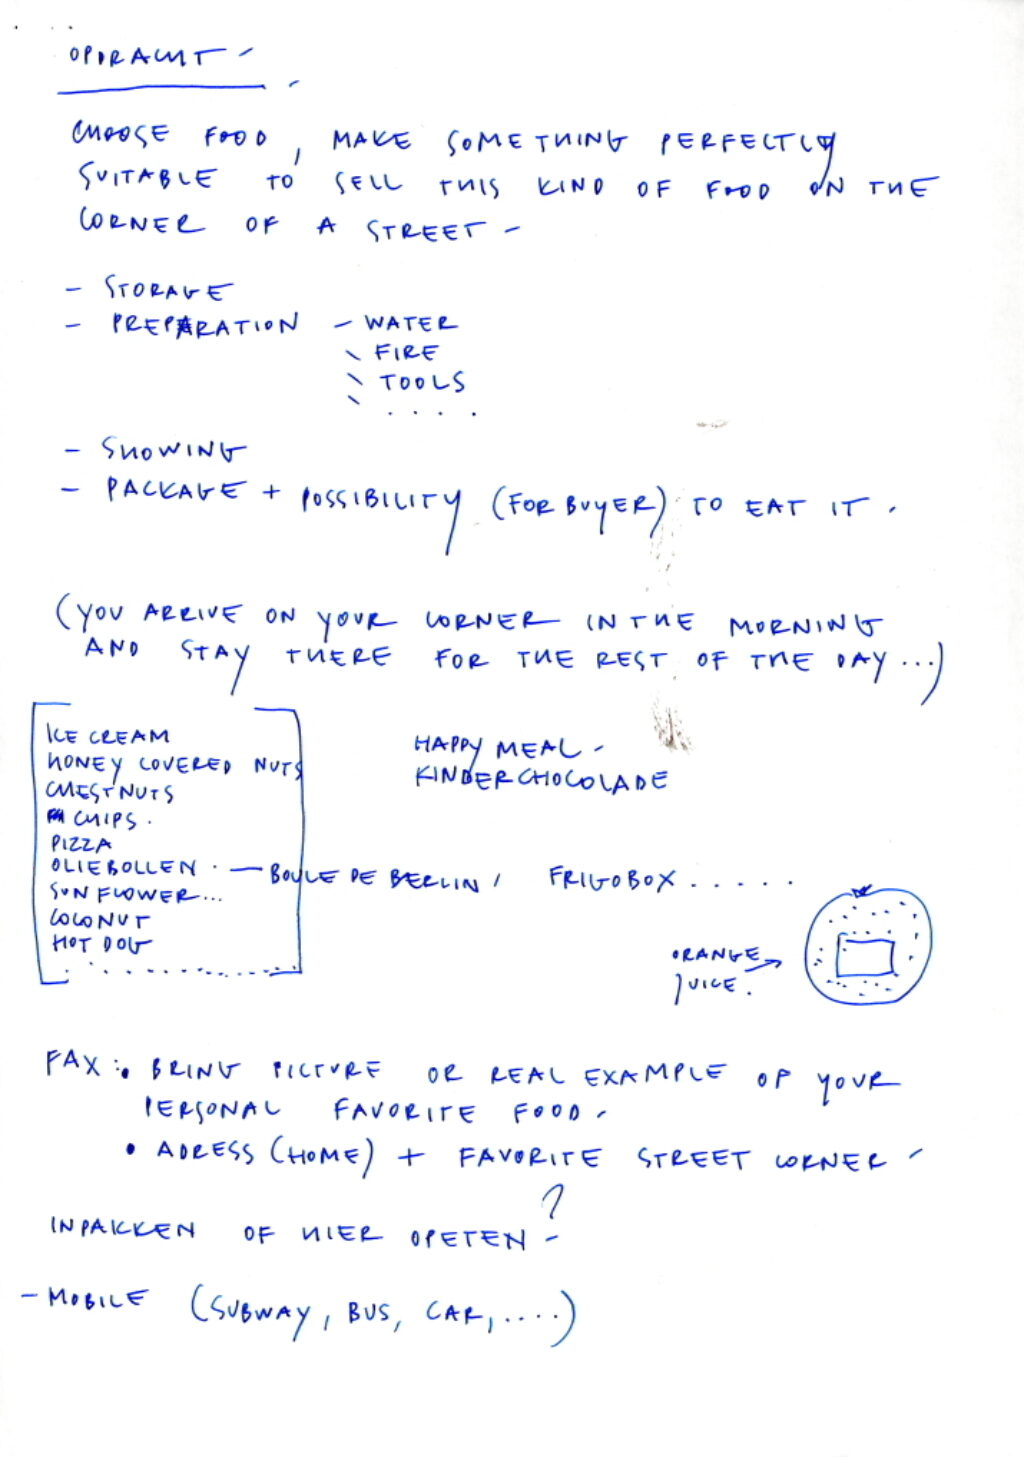 OPDRACHT -
CHOOSE FOOD, MAKE SOMETHING PERFECTLY
SUITABLE TO SELL THIS KIND OF FOOD ON THE
CORNER OF A STREET -
- STORAGE
- PREPARATION - WATER
\ FIRE
\ TOOLS
\ . . . .
- SHOWING
- PACKAGE + POSSIBILITY (FOR BUYER) TO EAT IT .
(YOU ARRIVE ON YOUR CORNER IN THE MORNING
AND STAY THERE FOR THE REST OF THE DAY ...)
ICE CREAM
HONEY COVERED NUTS
CHESTNUTS
CHIPS .
PIZZA
OLIEBOLLEN . — BOULE DE BERLIN /
SUN FLOWER ...
COCONUT
HOT DOG
. . . . . . . . . . . . .
HAPPY MEAL -
KINDERCHOCOLADE
FRIGOBOX . . . . .
ORANGE
JUICE .
FAX : • BRING PICTURE OR REAL EXAMPLE OF YOUR
PERSONAL FAVORITE FOOD .
• ADRESS (HOME) + FAVORITE STREET CORNER -
INPAKKEN OF HIER OPETEN ? -
- MOBILE (SUBWAY, BUS, CAR, ....)